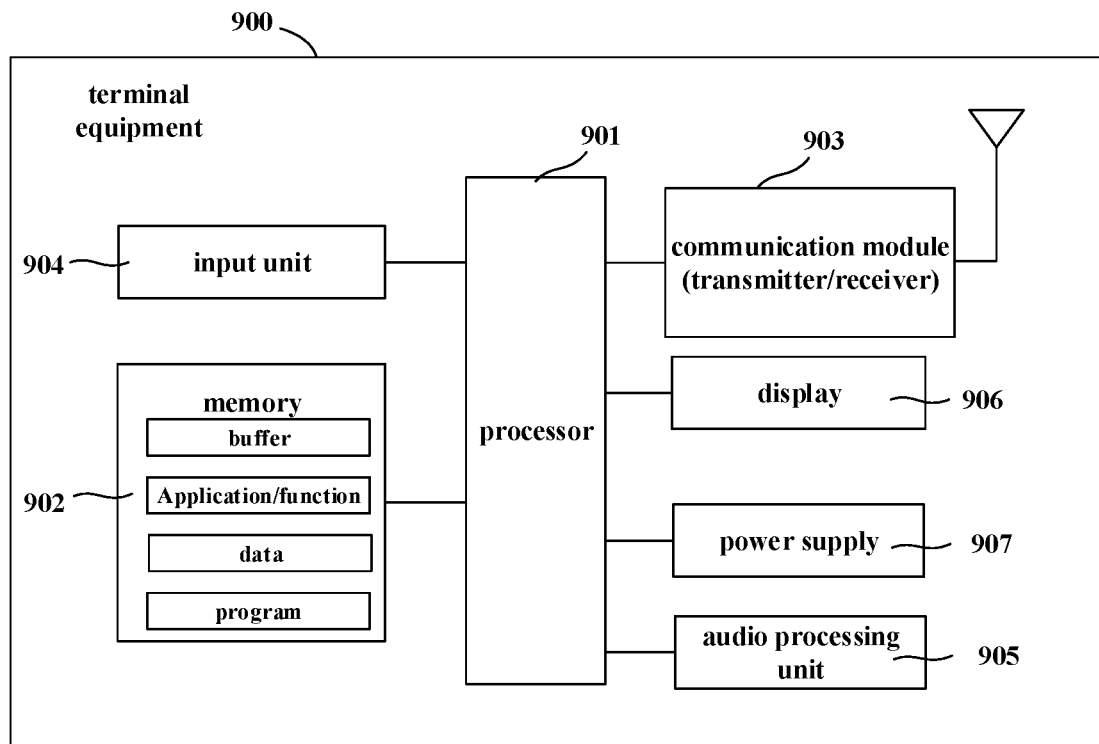 900
terminal
equipment
901
903
904
input unit
communication module
(transmitter/receiver)
memory
buffer
902
Application/function
data
program
processor
display
906
power supply
907
audio processing
unit
905